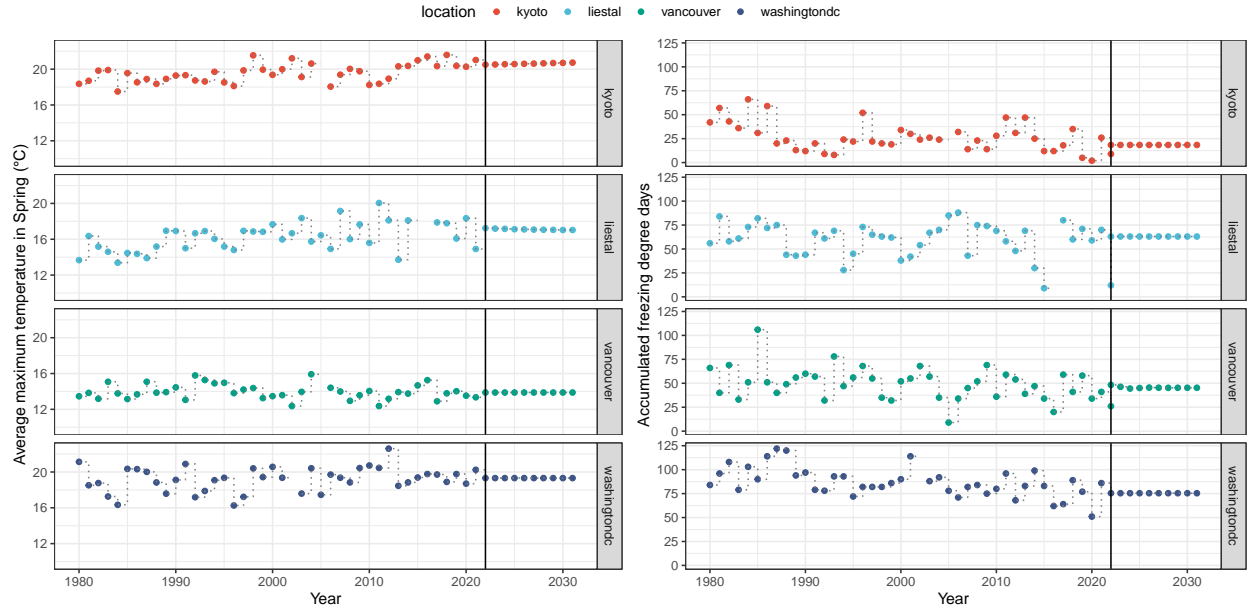 location kyoto liestal vancouver washingtondc
Average maximum temperature in Spring (°C)
20
16
12
kyoto
20
16
12
liestal
20
16
12
vancouver
20
16
12
washingtondc
1980 1990 2000 2010 2020 2030
Year
Accumulated freezing degree days
125
100
75
50
25
0
kyoto
125
100
75
50
25
0
liestal
125
100
75
50
25
0
vancouver
125
100
75
50
25
0
washingtondc
1980 1990 2000 2010 2020 2030
Year